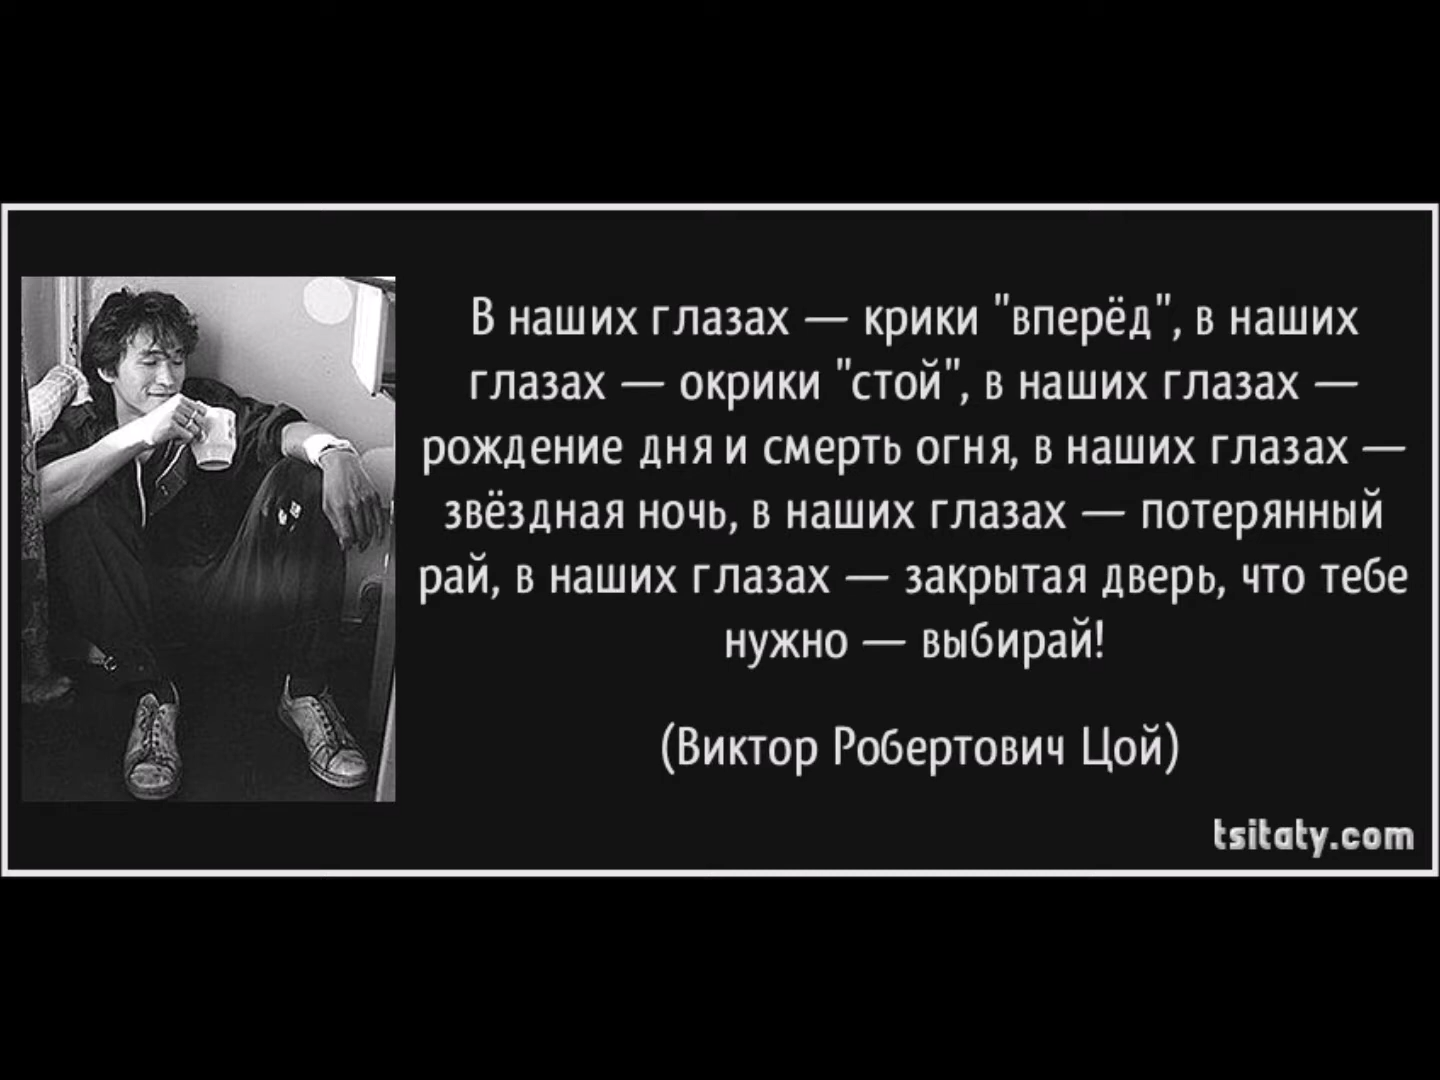 В наших глазах — крики "вперёд", в наших
глазах — окрики "стой", в наших глазах —
рождение дня и смерть огня, в наших глазах —
звёздная ночь, в наших глазах — потерянный
рай, в наших глазах — закрытая дверь, что тебе
нужно — выбирай!
(Виктор Робертович Цой)
tsitaty.com